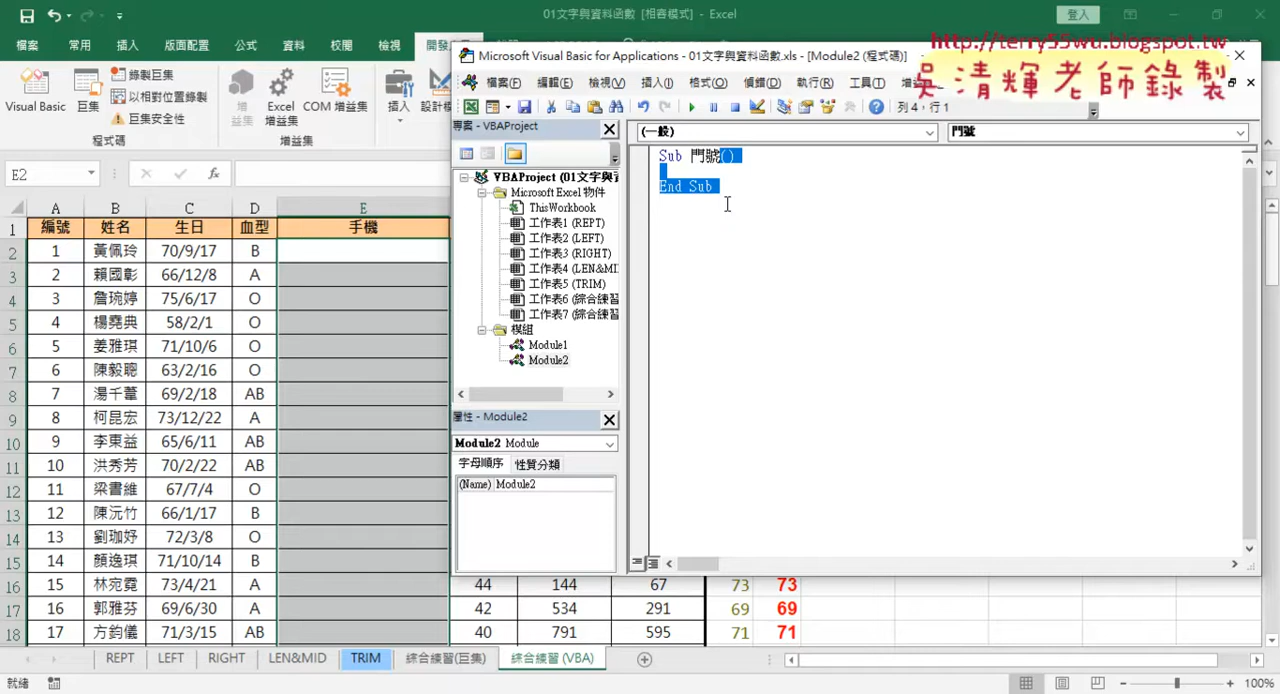 01文字與資料函數 [相容模式] - Excel
登入
檔案 常用 插入 版面配置 公式 資料 校閱 檢視
Visual Basic 巨集 錄製巨集 以相對位置錄製 巨集安全性 增益集 Excel 增益集 COM 增益集 插入
程式碼 增益集
Microsoft Visual Basic for Applications - 01文字與資料函數.xls - [Module2 (程式碼)]
http://terry55wu.blogspot.tw
吳清輝老師錄製
檔案(F) 編輯(E) 檢視(V) 插入(I) 格式(O) 偵錯(D) 執行(R) 工具(T)
列 4, 行 1
專案 - VBAProject
(一般) 門號
Sub 門號()
End Sub
VBAProject (01文字與
Microsoft Excel 物件
ThisWorkbook
工作表1 (REPT)
工作表2 (LEFT)
工作表3 (RIGHT)
工作表4 (LEN&MID
工作表5 (TRIM)
工作表6 (綜合練習
工作表7 (綜合練習
模組
Module1
Module2
屬性 - Module2
Module2 Module
字母順序 性質分類
(Name) Module2
E2
fx
A B C D E
1 編號 姓名 生日 血型 手機
2 1 黃佩玲 70/9/17 B
3 2 賴國彰 66/12/8 A
4 3 詹琬婷 75/6/17 O
5 4 楊堯典 58/2/1 O
6 5 姜雅琪 71/10/6 O
7 6 陳毅聰 63/2/16 O
8 7 湯千葦 69/2/18 AB
9 8 柯昆宏 73/12/22 A
10 9 李東益 65/6/11 AB
11 10 洪秀芳 70/2/22 AB
12 11 梁書維 67/7/4 O
13 12 陳沅竹 66/1/17 B
14 13 劉珈妤 72/3/8 O
15 14 顏逸琪 71/10/14 B
16 15 林宛霓 73/4/21 A 44 144 67 73 73
17 16 郭雅芬 69/6/30 A 42 534 291 69 69
18 17 方鈞儀 71/3/15 AB 40 791 595 71 71
REPT LEFT RIGHT LEN&MID TRIM 綜合練習(巨集) 綜合練習 (VBA)
就緒 100%